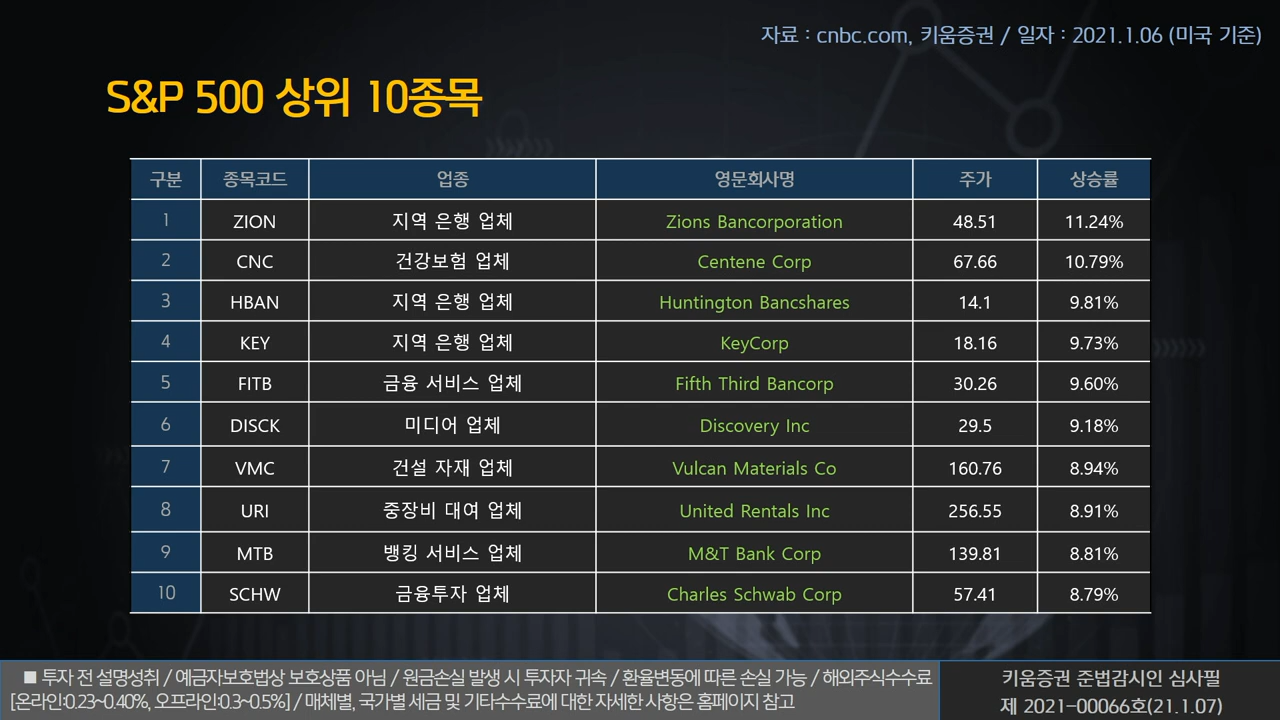 자료 : cnbc.com, 키움증권 / 일자 : 2021.1.06 (미국 기준)
S&P 500 상위 10종목
구분 종목코드 업종 영문회사명 주가 상승률
1 ZION 지역 은행 업체 Zions Bancorporation 48.51 11.24%
2 CNC 건강보험 업체 Centene Corp 67.66 10.79%
3 HBAN 지역 은행 업체 Huntington Bancshares 14.1 9.81%
4 KEY 지역 은행 업체 KeyCorp 18.16 9.73%
5 FITB 금융 서비스 업체 Fifth Third Bancorp 30.26 9.60%
6 DISCK 미디어 업체 Discovery Inc 29.5 9.18%
7 VMC 건설 자재 업체 Vulcan Materials Co 160.76 8.94%
8 URI 중장비 대여 업체 United Rentals Inc 256.55 8.91%
9 MTB 뱅킹 서비스 업체 M&T Bank Corp 139.81 8.81%
10 SCHW 금융투자 업체 Charles Schwab Corp 57.41 8.79%
■ 투자 전 설명성취 / 예금자보호법상 보호상품 아님 / 원금손실 발생 시 투자자 귀속 / 환율변동에 따른 손실 가능 / 해외주식수수료
[온라인:0.23~0.40%, 오프라인:0.3~0.5%] / 매체별, 국가별 세금 및 기타수수료에 대한 자세한 사항은 홈페이지 참고
키움증권 준법감시인 심사필
제 2021-00066호(21.1.07)